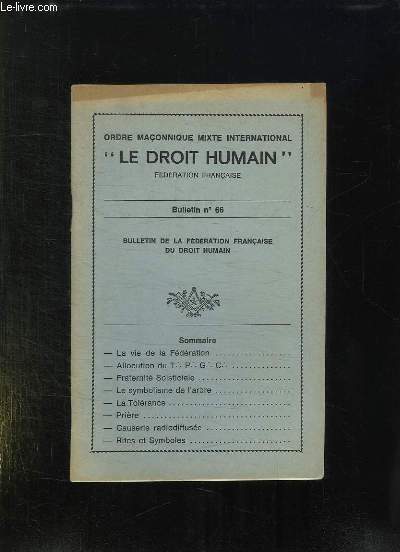 Le-livre.com
ORDRE MAÇONNIQUE MIXTE INTERNATIONAL
" LE DROIT HUMAIN "
FÉDÉRATION FRANÇAISE
Bulletin n° 66
BULLETIN DE LA FÉDÉRATION FRANÇAISE
DU DROIT HUMAIN
Sommaire
— La vie de la Fédération ................
— Allocution du T∴ P∴ G∴ C∴ ................
— Fraternité Solsticiale ................
— Le symbolisme de l'arbre ................
— La Tolérance ................
— Prière ................
— Causerie radiodiffusée ................
— Rites et Symboles ................